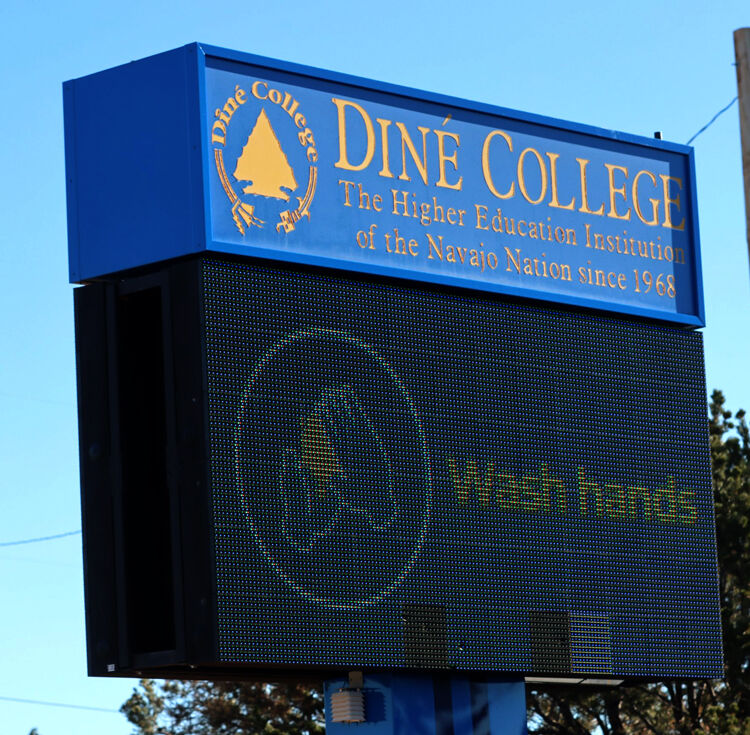 Diné College
DINÉ COLLEGE
The Higher Education Institution
of the Navajo Nation since 1968
Wash hands